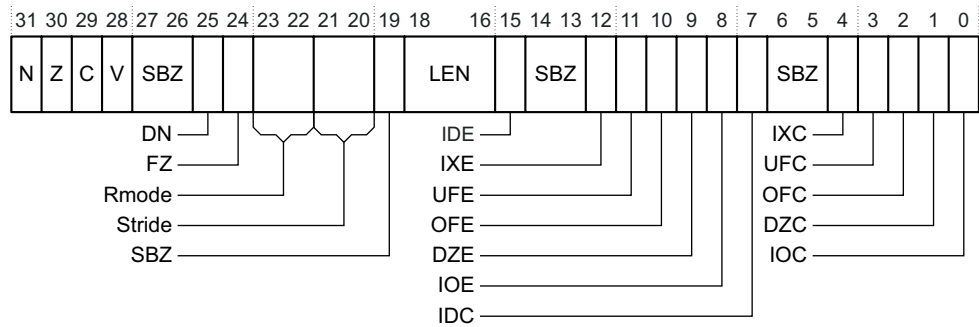 31 30 29 28 27 26 25 24 23 22 21 20 19 18 16 15 14 13 12 11 10 9 8 7 6 5 4 3 2 1 0
N Z C V SBZ LEN SBZ SBZ
DN IDE IXC
FZ IXE UFC
Rmode UFE OFC
Stride OFE DZC
SBZ DZE IOC
IOE
IDC